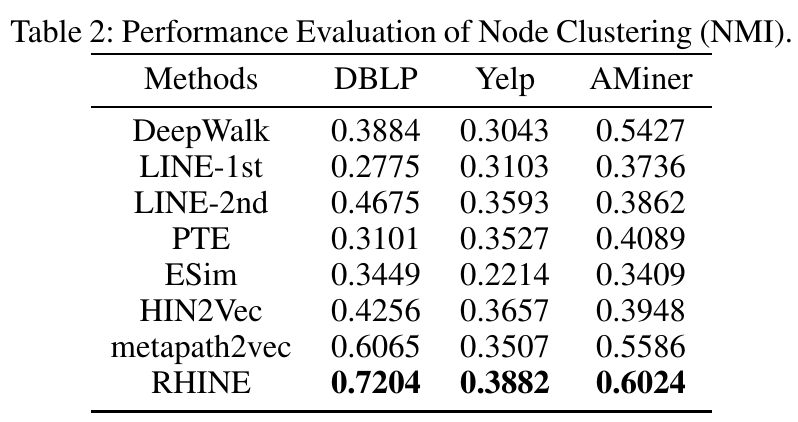 Table 2: Performance Evaluation of Node Clustering (NMI).
Methods DBLP Yelp AMiner
DeepWalk 0.3884 0.3043 0.5427
LINE-1st 0.2775 0.3103 0.3736
LINE-2nd 0.4675 0.3593 0.3862
PTE 0.3101 0.3527 0.4089
ESim 0.3449 0.2214 0.3409
HIN2Vec 0.4256 0.3657 0.3948
metapath2vec 0.6065 0.3507 0.5586
RHINE 0.7204 0.3882 0.6024